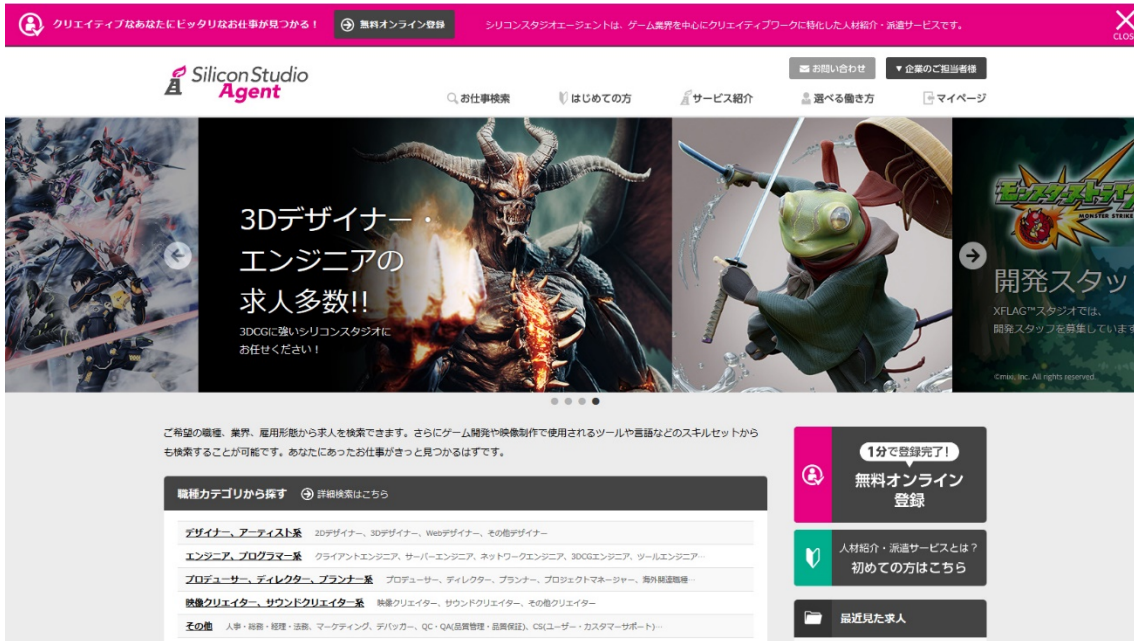 クリエイティブなあなたにピッタリなお仕事が見つかる！
無料オンライン登録
シリコンスタジオエージェントは、ゲーム業界を中心にクリエイティブワークに特化した人材紹介・派遣サービスです。
CLOS
Silicon Studio
Agent
お問い合わせ
▼企業のご担当者様
お仕事検索
はじめての方
サービス紹介
選べる働き方
マイページ
3Dデザイナー・
エンジニアの
求人多数!!
3DCGに強いシリコンスタジオに
お任せください！
モンスターストライク
MONSTER STRIKE
開発スタッ
XFLAG™スタジオでは、
開発スタッフを募集しています
©mixi, Inc. All rights reserved.
ご希望の職種、業界、雇用形態から求人を検索できます。さらにゲーム開発や映像制作で使用されるツールや言語などのスキルセットから
も検索することが可能です。あなたにあったお仕事がきっと見つかるはずです。
職種カテゴリから探す 詳細検索はこちら
デザイナー、アーティスト系 2Dデザイナー、3Dデザイナー、Webデザイナー、その他デザイナー
エンジニア、プログラマー系 クライアントエンジニア、サーバーエンジニア、ネットワークエンジニア、3DCGエンジニア、ツールエンジニア…
プロデューサー、ディレクター、プランナー系 プロデューサー、ディレクター、プランナー、プロジェクトマネージャー、海外関連職種…
映像クリエイター、サウンドクリエイター系 映像クリエイター、サウンドクリエイター、その他クリエイター
その他 人事・総務・経理・法務、マーケティング、デバッガー、QC・QA(品質管理・品質保証)、CS(ユーザー・カスタマーサポート)…
1分で登録完了！
無料オンライン
登録
人材紹介・派遣サービスとは？
初めての方はこちら
最近見た求人